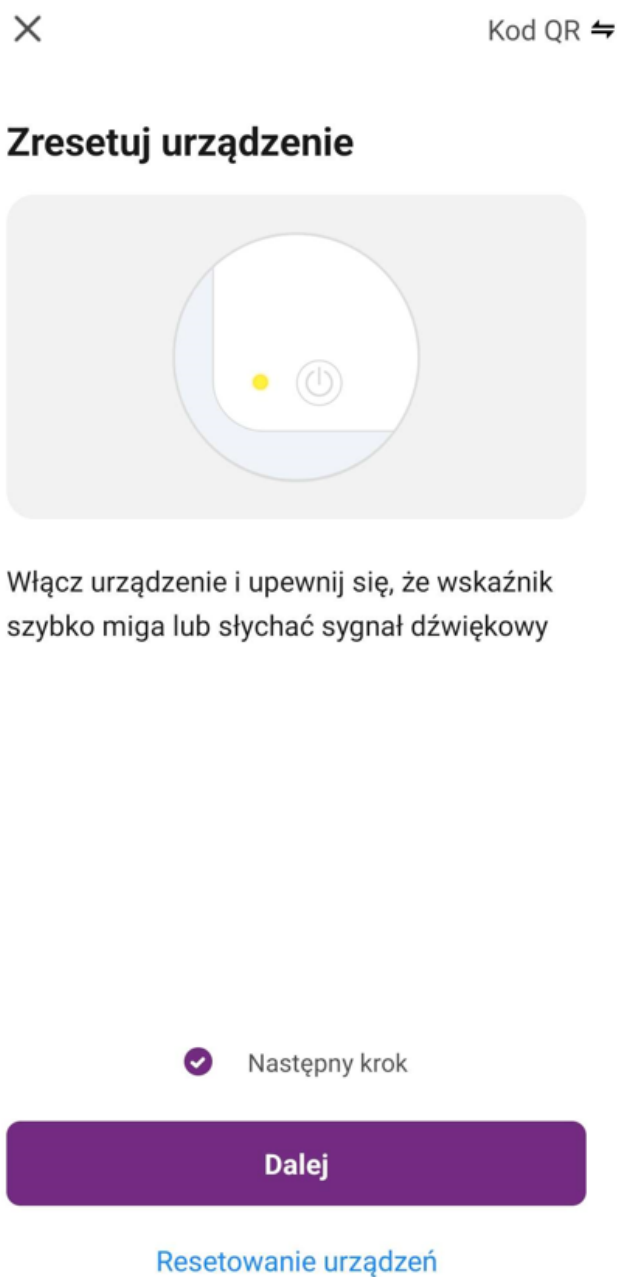 Kod QR
Zresetuj urządzenie
Włącz urządzenie i upewnij się, że wskaźnik
szybko miga lub słychać sygnał dźwiękowy
Następny krok
Dalej
Resetowanie urządzeń